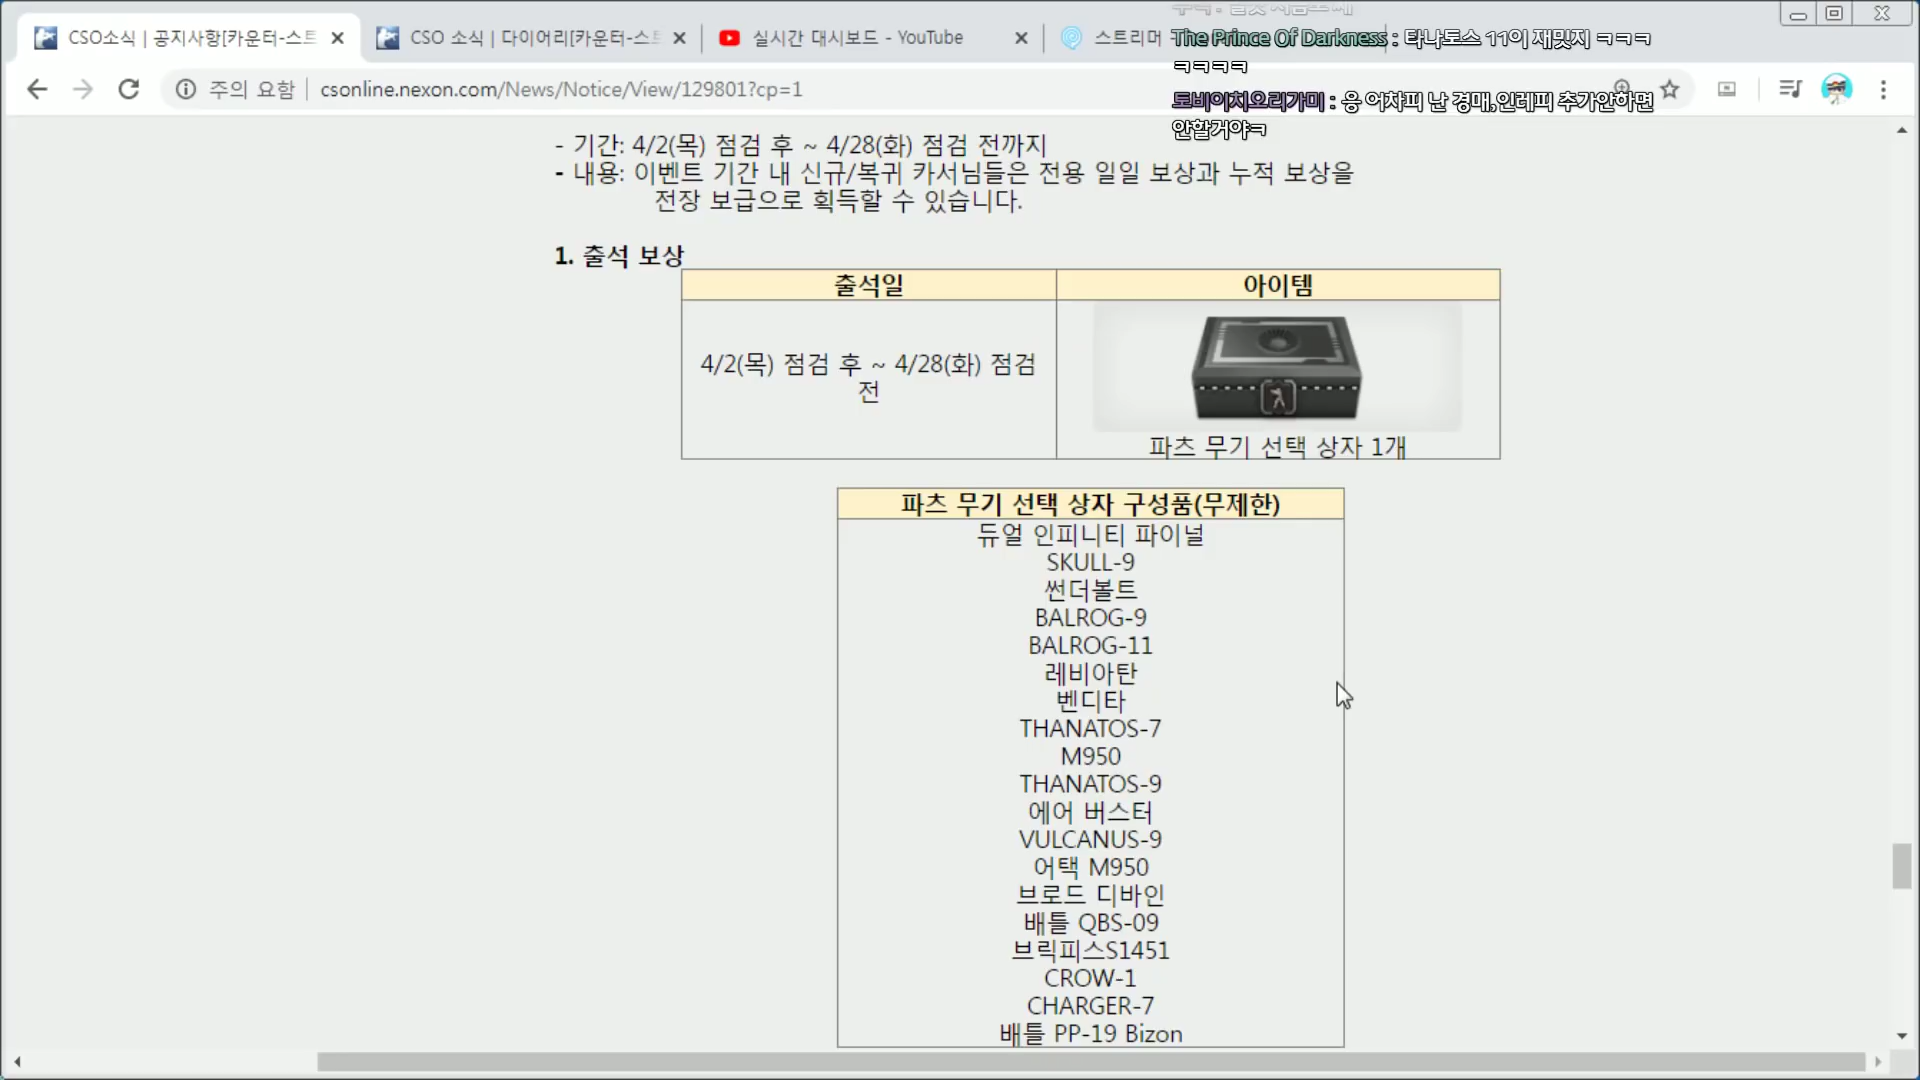 CSO소식 | 공지사항[카운터-스트
CSO 소식 | 다이어리[카운터-스트
실시간 대시보드 - YouTube
스트리머
The Prince Of Darkness : 타나토스 11이 재밋지 ㅋㅋㅋ
ㅋㅋㅋㅋ
토비이치오리가미 : 응 어차피 난 경매,인레피 추가안하면
안할거야ㅋ
주의 요함
csonline.nexon.com/News/Notice/View/129801?cp=1
- 기간: 4/2(목) 점검 후 ~ 4/28(화) 점검 전까지
- 내용: 이벤트 기간 내 신규/복귀 카서님들은 전용 일일 보상과 누적 보상을
전장 보급으로 획득할 수 있습니다.
1. 출석 보상
출석일
아이템
4/2(목) 점검 후 ~ 4/28(화) 점검
전
파츠 무기 선택 상자 1개
파츠 무기 선택 상자 구성품(무제한)
듀얼 인피니티 파이널
SKULL-9
썬더볼트
BALROG-9
BALROG-11
레비아탄
벤디타
THANATOS-7
M950
THANATOS-9
에어 버스터
VULCANUS-9
어택 M950
브로드 디바인
배틀 QBS-09
브릭피스S1451
CROW-1
CHARGER-7
배틀 PP-19 Bizon